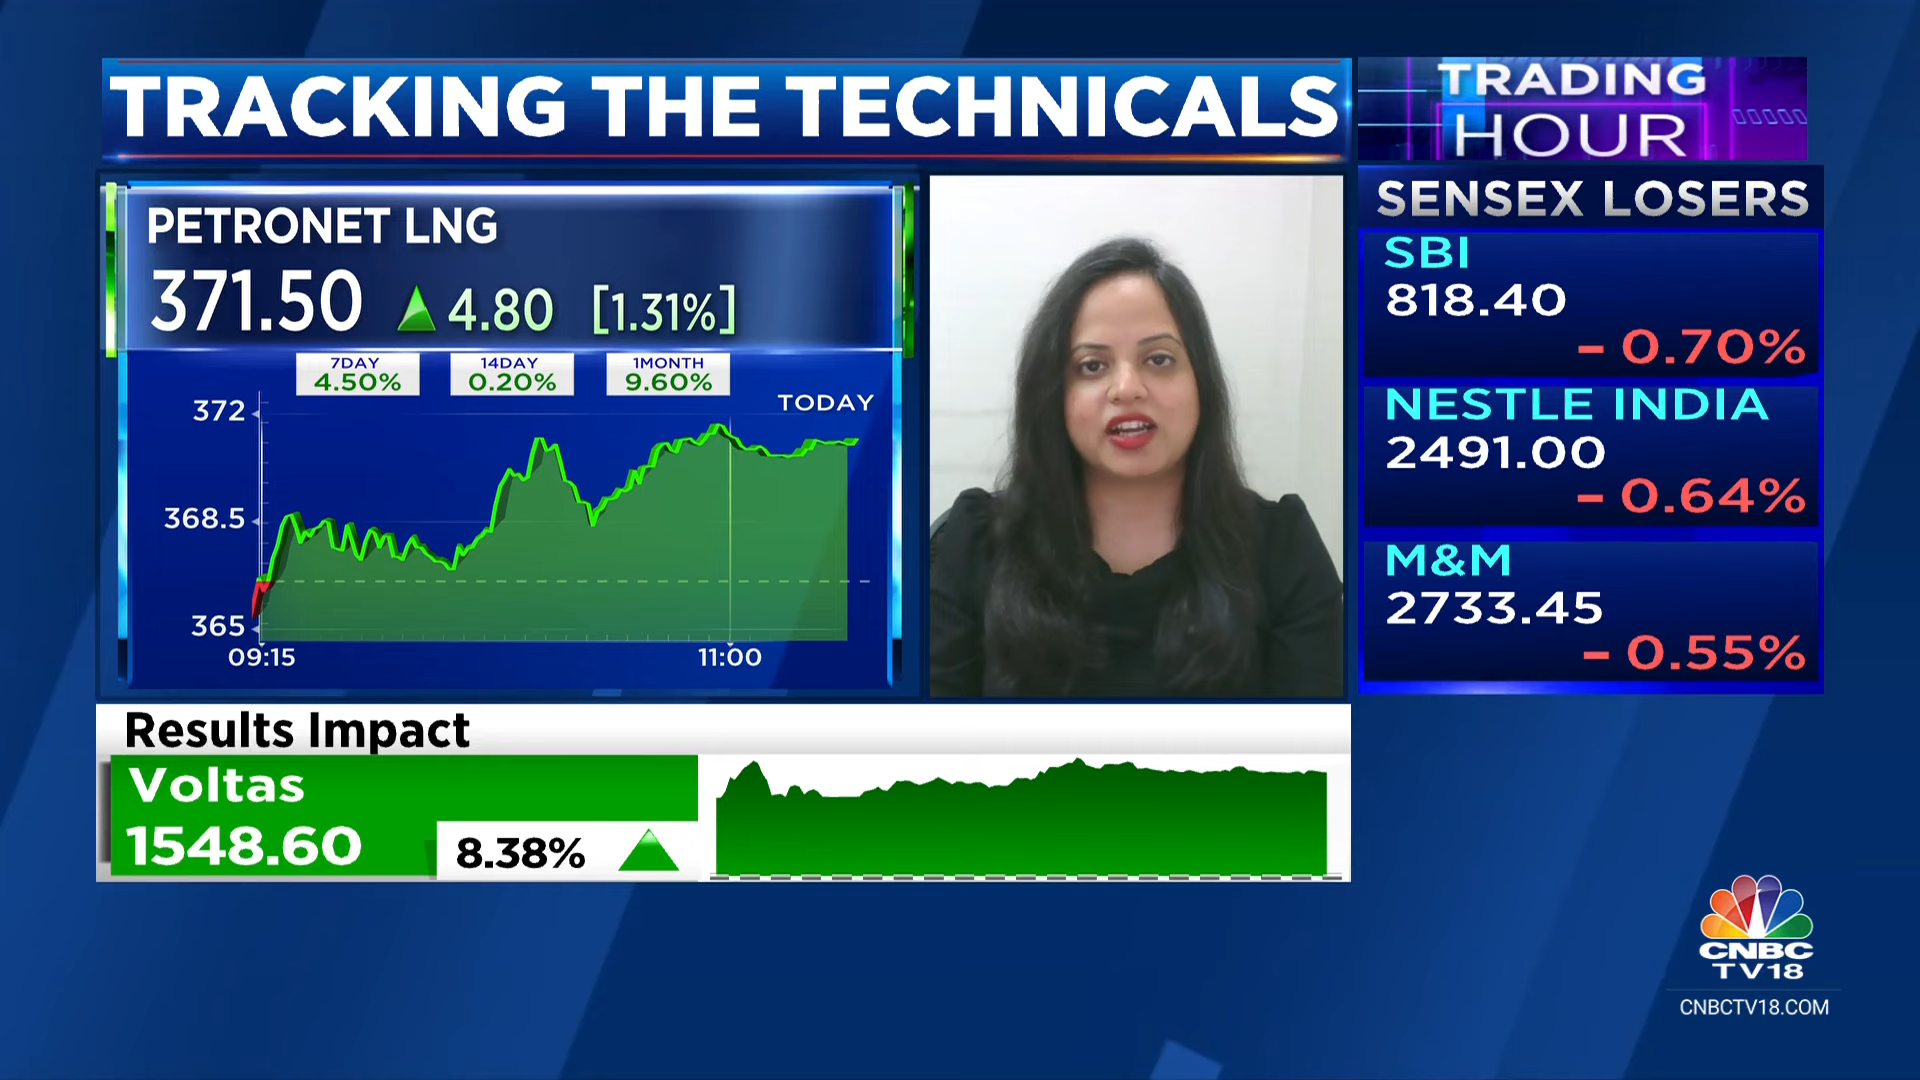 TRACKING THE TECHNICALS
TRADING
HOUR
PETRONET LNG
371.50 ▲ 4.80 [1.31%]
7DAY
4.50%
14DAY
0.20%
1MONTH
9.60%
TODAY
372
368.5
365
09:15
11:00
SENSEX LOSERS
SBI
818.40
– 0.70%
NESTLE INDIA
2491.00
– 0.64%
M&M
2733.45
– 0.55%
Results Impact
Voltas
1548.60
8.38%
CNBC
TV18
CNBCTV18.COM